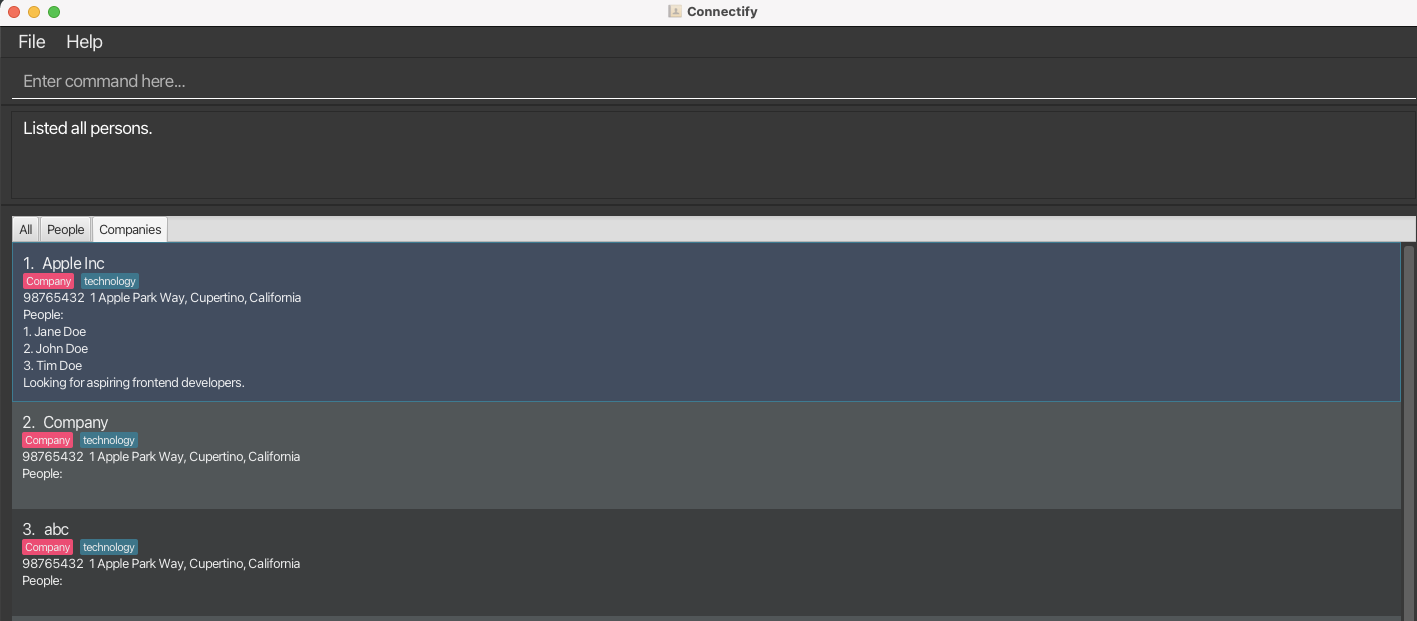 Connectify
File Help
Enter command here...
Listed all persons.
All People Companies
1. Apple Inc
Company technology
98765432 1 Apple Park Way, Cupertino, California
People:
1. Jane Doe
2. John Doe
3. Tim Doe
Looking for aspiring frontend developers.
2. Company
Company technology
98765432 1 Apple Park Way, Cupertino, California
People:
3. abc
Company technology
98765432 1 Apple Park Way, Cupertino, California
People: